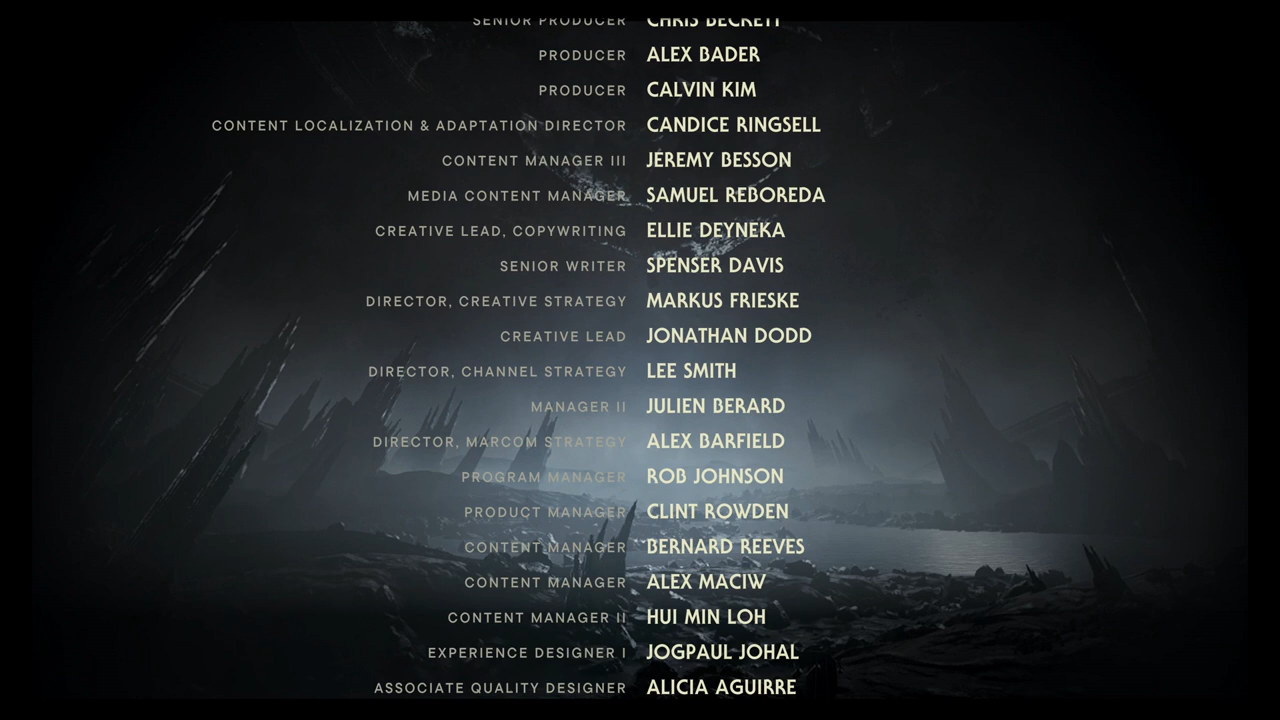 SENIOR PRODUCER CHRIS BECKETT
PRODUCER ALEX BADER
PRODUCER CALVIN KIM
CONTENT LOCALIZATION & ADAPTATION DIRECTOR CANDICE RINGSELL
CONTENT MANAGER III JEREMY BESSON
MEDIA CONTENT MANAGER SAMUEL REBOREDA
CREATIVE LEAD, COPYWRITING ELLIE DEYNEKA
SENIOR WRITER SPENSER DAVIS
DIRECTOR, CREATIVE STRATEGY MARKUS FRIESKE
CREATIVE LEAD JONATHAN DODD
DIRECTOR, CHANNEL STRATEGY LEE SMITH
MANAGER II JULIEN BERARD
DIRECTOR, MARCOM STRATEGY ALEX BARFIELD
PROGRAM MANAGER ROB JOHNSON
PRODUCT MANAGER CLINT ROWDEN
CONTENT MANAGER BERNARD REEVES
CONTENT MANAGER ALEX MACIW
CONTENT MANAGER II HUI MIN LOH
EXPERIENCE DESIGNER I JOGPAUL JOHAL
ASSOCIATE QUALITY DESIGNER ALICIA AGUIRRE